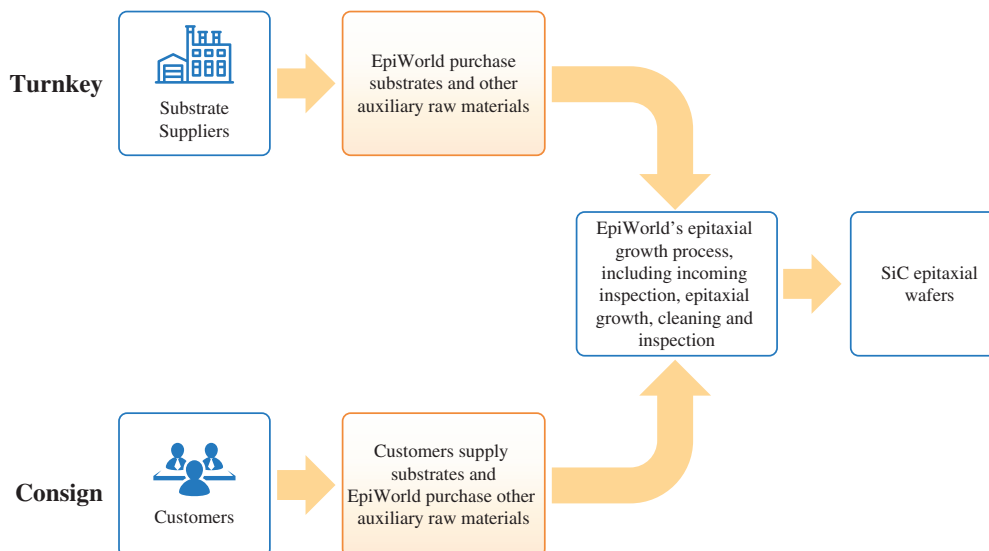 Turnkey
Substrate
Suppliers
EpiWorld purchase
substrates and other
auxiliary raw materials
EpiWorld’s epitaxial
growth process,
including incoming
inspection, epitaxial
growth, cleaning and
inspection
SiC epitaxial
wafers
Consign
Customers
Customers supply
substrates and
EpiWorld purchase other
auxiliary raw materials